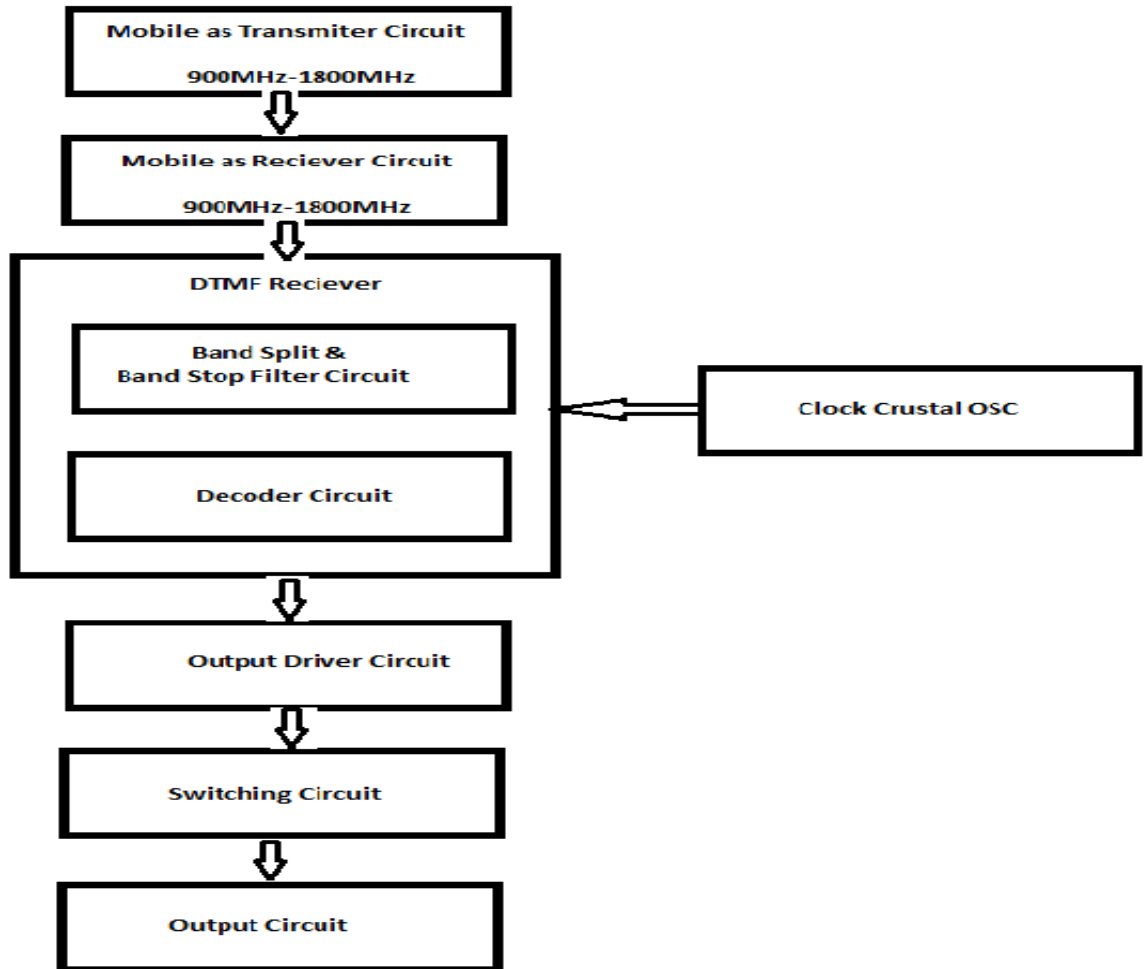 Mobile as Transmiter Circuit
900MHz-1800MHz
Mobile as Reciever Circuit
900MHz-1800MHz
DTMF Reciever
Band Split &
Band Stop Filter Circuit
Clock Crustal OSC
Decoder Circuit
Output Driver Circuit
Switching Circuit
Output Circuit